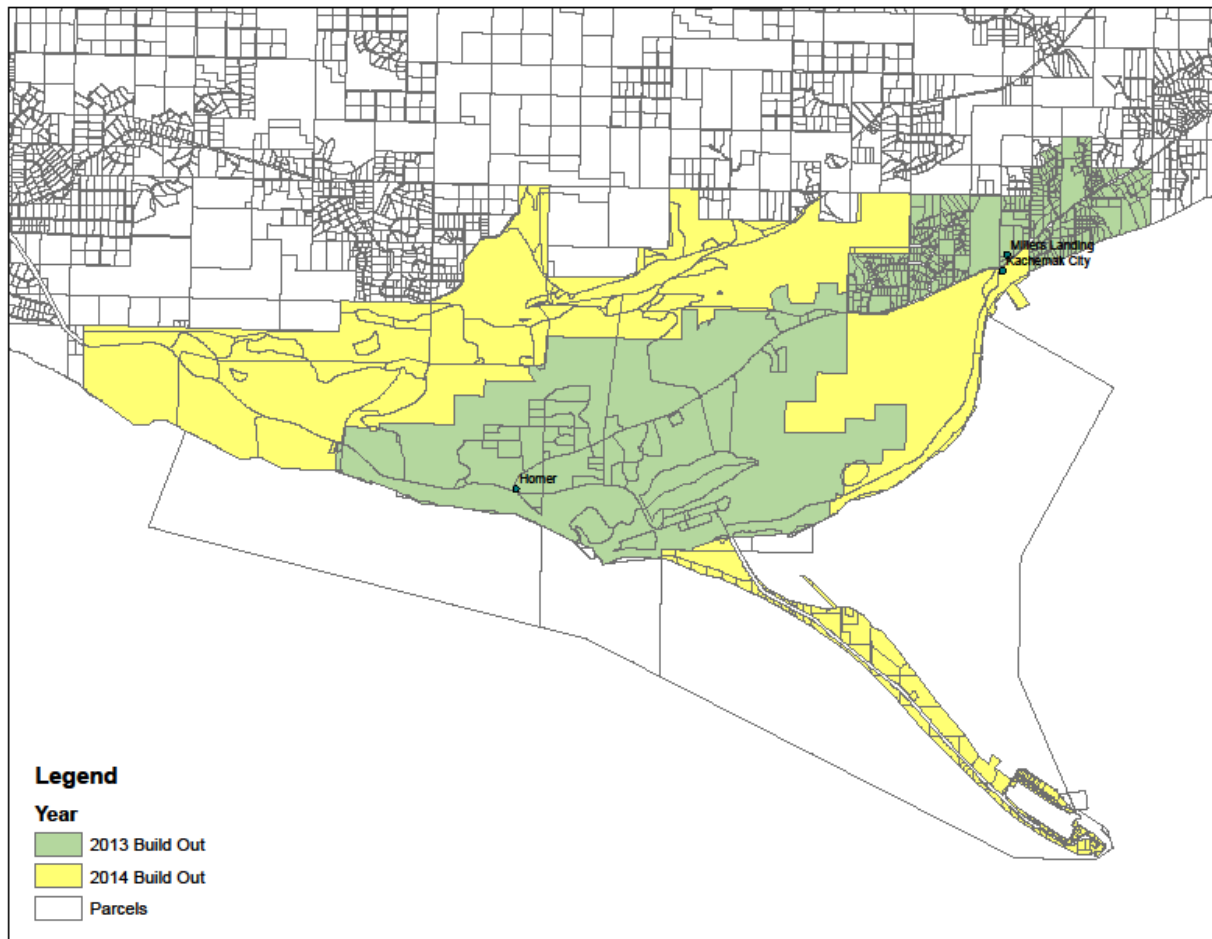 Millers Landing
Kachemak City
Homer
Legend
Year
2013 Build Out
2014 Build Out
Parcels